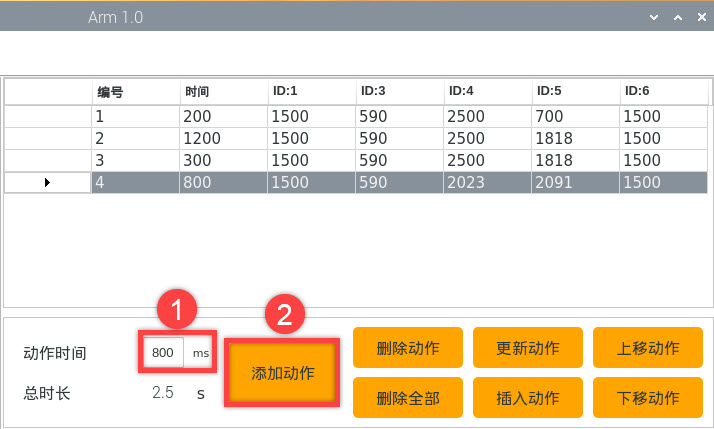 Arm 1.0
编号 时间 ID:1 ID:3 ID:4 ID:5 ID:6
1 200 1500 590 2500 700 1500
2 1200 1500 590 2500 1818 1500
3 300 1500 590 2500 1818 1500
4 800 1500 590 2023 2091 1500
1 2
动作时间 800 ms 添加动作 删除动作 更新动作 上移动作
总时长 2.5 s 删除全部 插入动作 下移动作